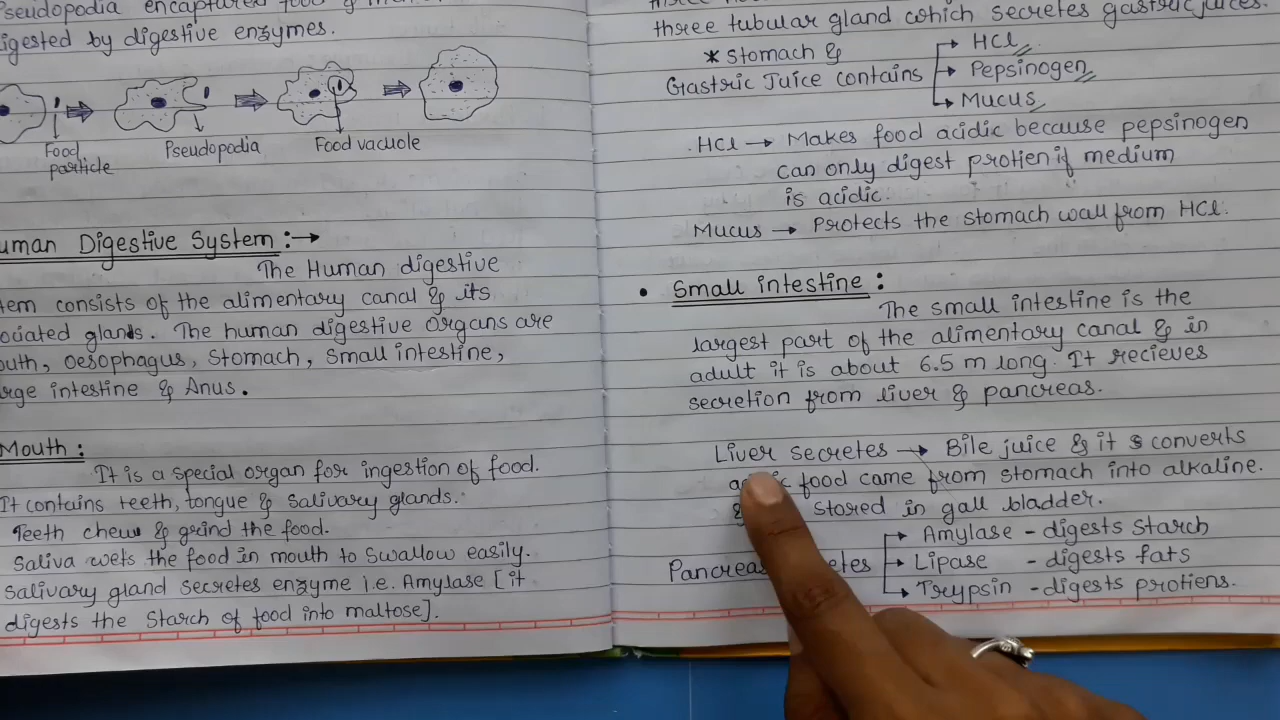 Pseudopodia encaptured food &
digested by digestive enzymes.
Food particle
Pseudopodia
Food vacuole
Human Digestive System :→
The Human digestive
system consists of the alimentary canal & its
associated glands. The human digestive organs are
mouth, Oesophagus, Stomach, Small intestine,
large intestine & Anus.
Mouth :
It is a special organ for ingestion of food.
It contains teeth, tongue & Salivary glands.
Teeth chew & grind the food.
Saliva wets the food in mouth to swallow easily.
Salivary gland secretes enzyme i.e. Amylase [it
digests the Starch of food into maltose].
three tubular gland which secretes gastric juices.
* Stomach &
Gastric Juice contains
→ HCl
→ Pepsinogen
→ Mucus
HCl → Makes food acidic because pepsinogen
can only digest protien if medium
is acidic.
Mucus → Protects the stomach wall from HCl.
• Small intestine :
The small intestine is the
largest part of the alimentary canal & in
adult it is about 6.5 m long. It recieves
secretion from liver & pancreas.
Liver secretes → Bile juice & it converts
food came from stomach into alkaline.
& stored in gall bladder.
Pancreas
→ Amylase - digests Starch
→ Lipase - digests fats
→ Trypsin - digests protiens.